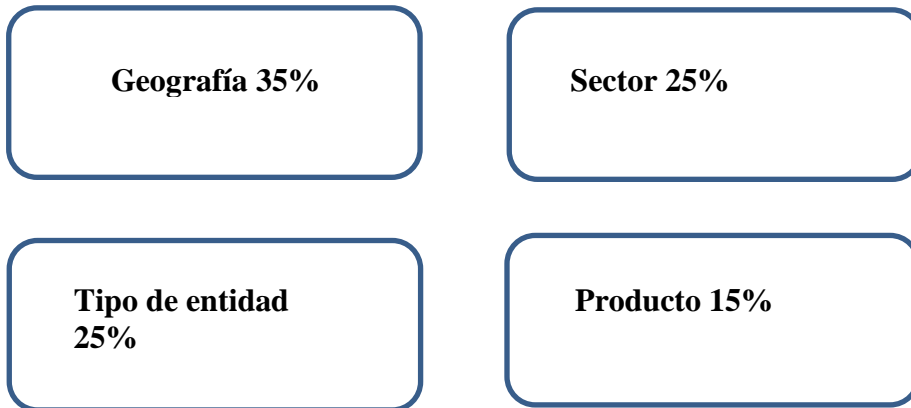 Geografía 35%
Sector 25%
Tipo de entidad
25%
Producto 15%